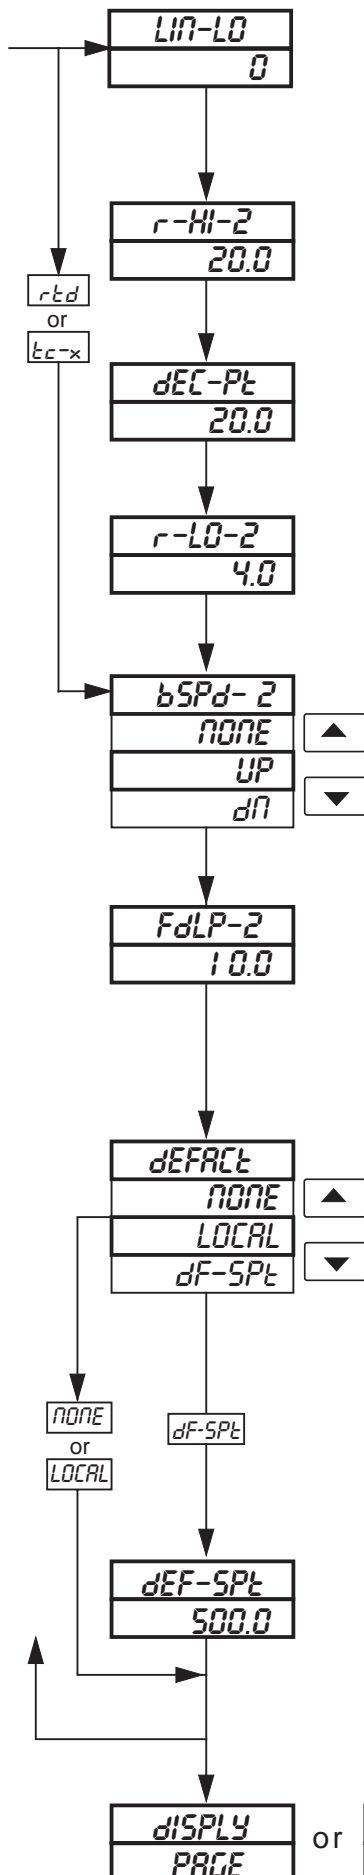 LIN-LO
0
r-HI-2
20.0
rtd
or
tc-x
dEC-Pt
20.0
r-LO-2
4.0
bSPd-2
NONE
UP
dN
FdLP-2
10.0
dEFACt
NONE
LOCAL
dF-SPt
NONE
or
LOCAL
dF-SPt
dEF-SPt
500.0
dISPLY
PAGE
or